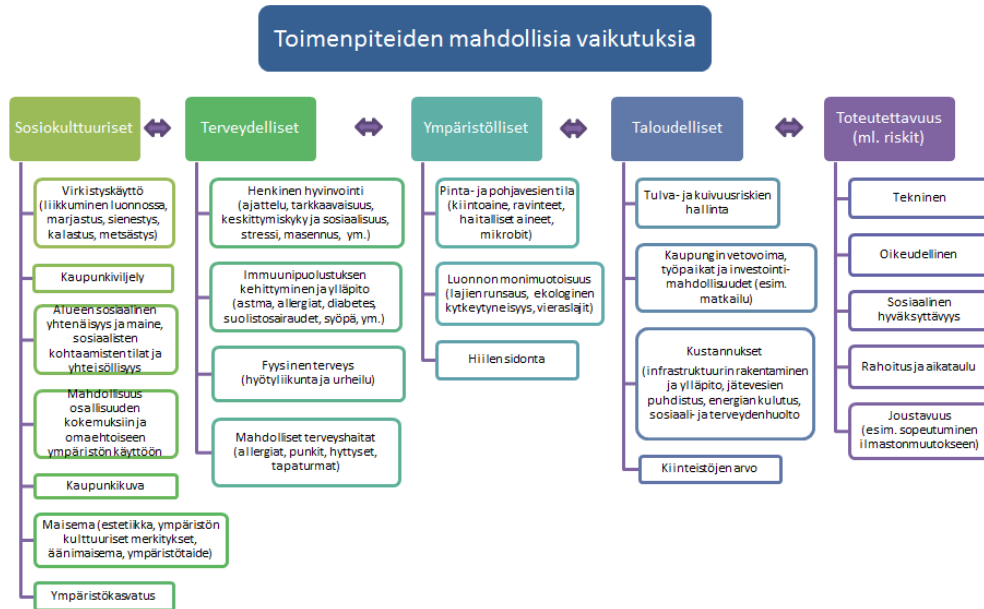 Toimenpiteiden mahdollisia vaikutuksia
Sosiokulttuuriset
Virkistyskäyttö
(liikkuminen luonnossa,
marjastus, sienestys,
kalastus, metsästys)
Kaupunkiviljely
Alueen sosiaalinen
yhtenäisyys ja maine,
sosiaalisten
kohtaamisten tilat ja
yhteisöllisyys
Mahdollisuus
osallisuuden
kokemuksiin ja
omaehtoiseen
ympäristön käyttöön
Kaupunkikuva
Maisema (estetiikka, ympäristön
kulttuuriset merkitykset,
äänimaisema, ympäristötaide)
Ympäristökasvatus
Terveydelliset
Henkinen hyvinvointi
(ajattelu, tarkkaavaisuus,
keskittymiskyky ja sosiaalisuus,
stressi, masennus, ym.)
Immuunipuolustuksen
kehittyminen ja ylläpito
(astma, allergiat, diabetes,
suolistosairaudet, syöpä, ym.)
Fyysinen terveys
(hyötyliikunta ja urheilu)
Mahdolliset terveyshaitat
(allergiat, punkit, hyttyset,
tapaturmat)
Ympäristölliset
Pinta- ja pohjavesien tila
(kiintoaine, ravinteet,
haitalliset aineet,
mikrobit)
Luonnon monimuotoisuus
(lajien runsaus, ekologinen
kytkeytyneisyys, vieraslajit)
Hiilen sidonta
Taloudelliset
Tulva- ja kuivuusriskien
hallinta
Kaupungin vetovoima,
työpaikat ja investointi-
mahdollisuudet (esim.
matkailu)
Kustannukset
(infrastruktuurin rakentaminen
ja ylläpito, jätevesien
puhdistus, energian kulutus,
sosiaali- ja terveydenhuolto
Kiinteistöjen arvo
Toteutettavuus
(ml. riskit)
Tekninen
Oikeudellinen
Sosiaalinen
hyväksyttävyys
Rahoitus ja aikataulu
Joustavuus
(esim. sopeutuminen
ilmastonmuutokseen)